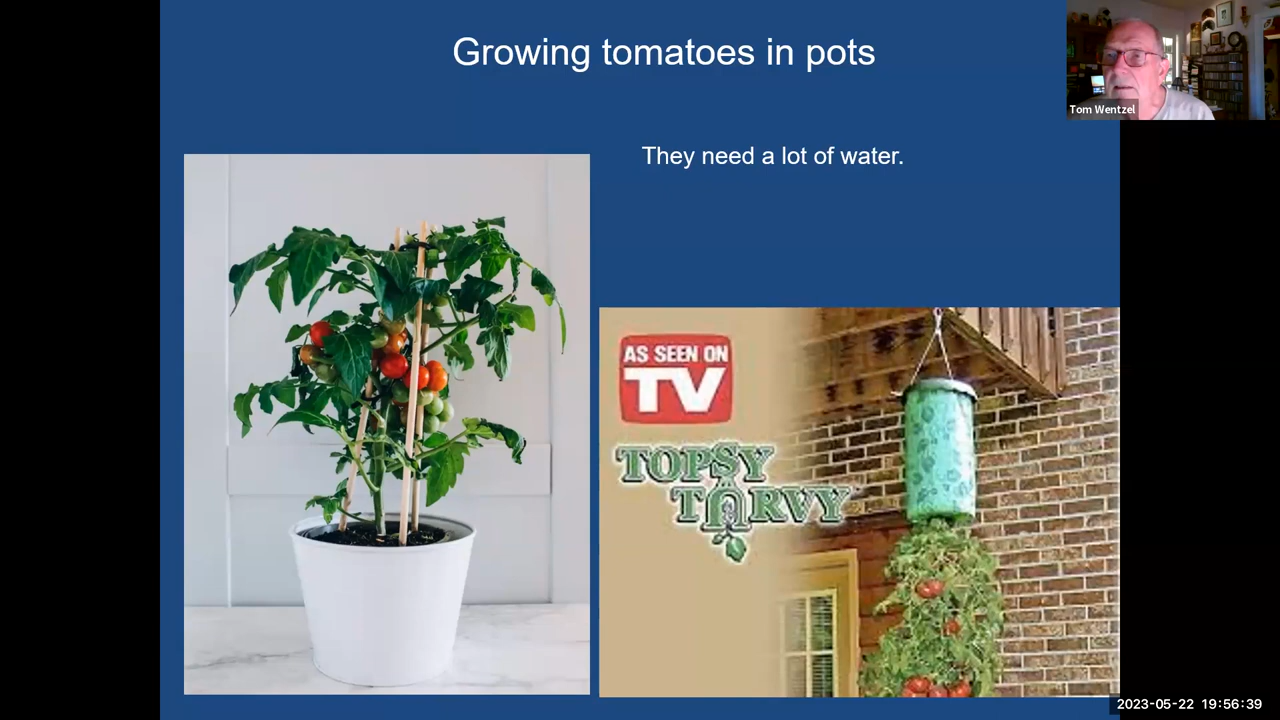 Growing tomatoes in pots
Tom Wentzel
They need a lot of water.
AS SEEN ON
TV
TOPSY
TARVY
2023-05-22 19:56:39